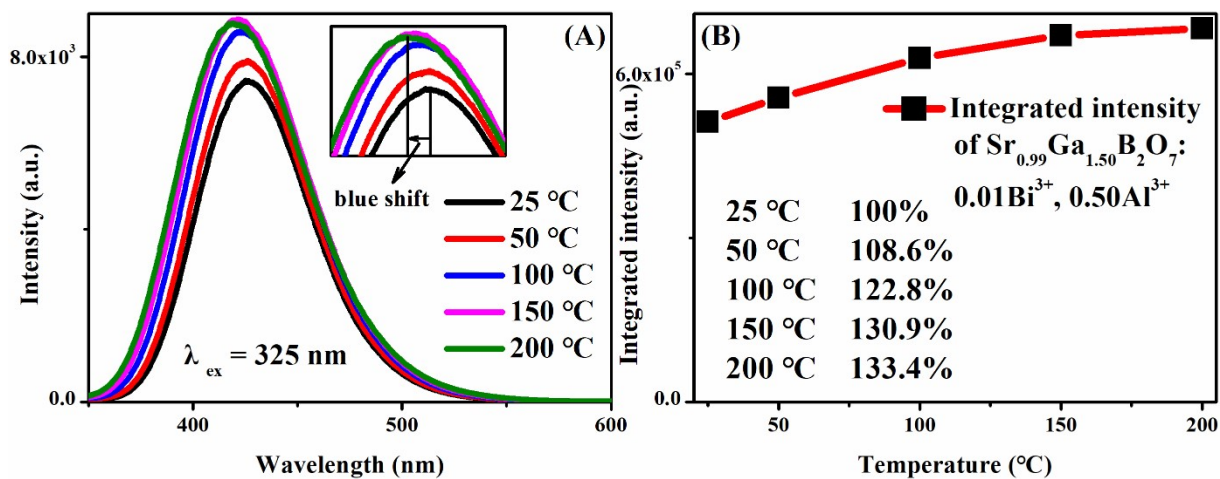 (A)
8.0x10³
Intensity (a.u.)
0.0
blue shift
25 ℃
50 ℃
100 ℃
150 ℃
200 ℃
λ ex = 325 nm
400
500
600
Wavelength (nm)
(B)
6.0x10⁵
Integrated intensity (a.u.)
0.0
Integrated intensity
of Sr₀.₉₉Ga₁.₅₀B₂O₇:
0.01Bi³⁺, 0.50Al³⁺
25 ℃ 100%
50 ℃ 108.6%
100 ℃ 122.8%
150 ℃ 130.9%
200 ℃ 133.4%
50
100
150
200
Temperature (℃)